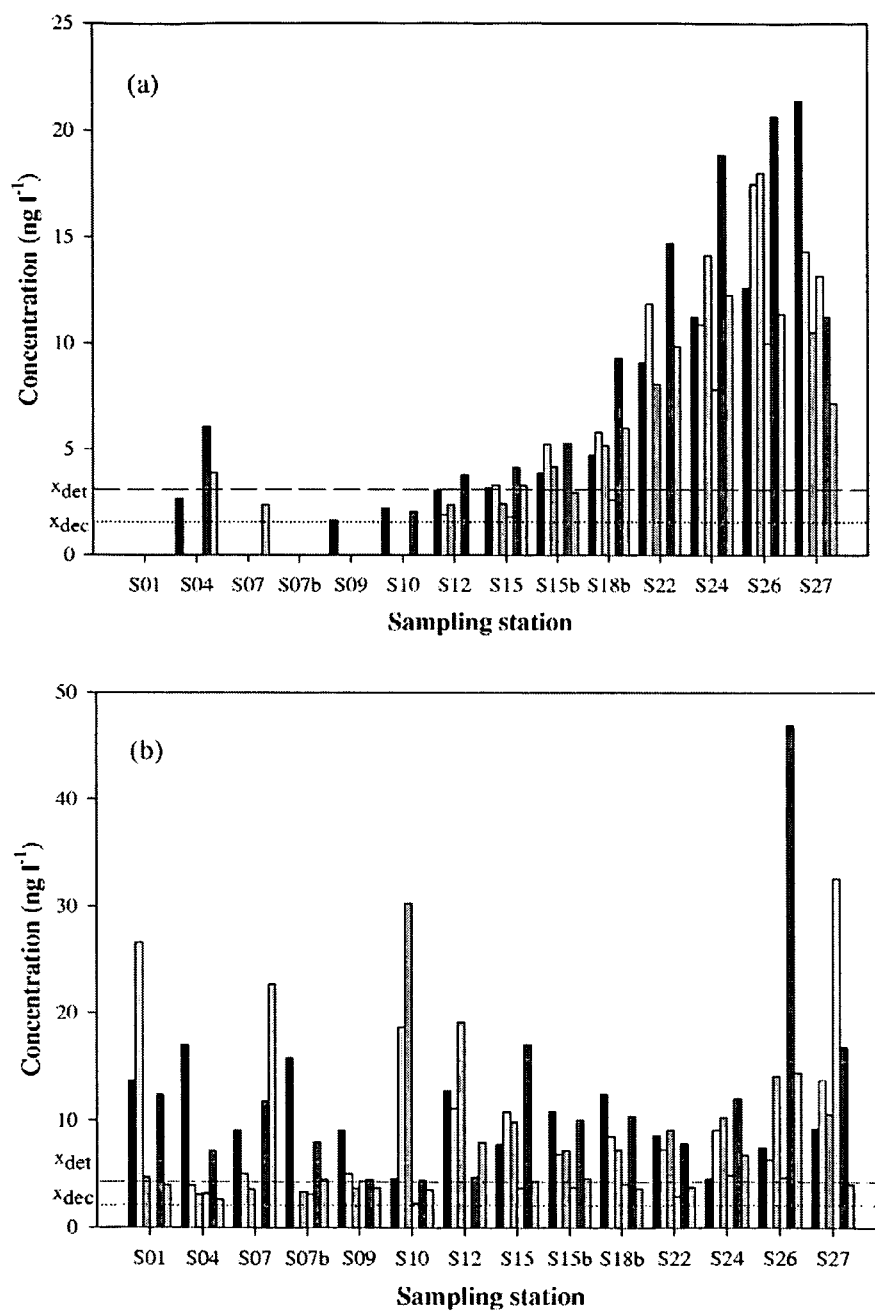 (a)
Concentration (ng l-1)
25
20
15
10
5
xdet
xdec
0
S01 S04 S07 S07b S09 S10 S12 S15 S15b S18b S22 S24 S26 S27
Sampling station
(b)
Concentration (ng l-1)
50
40
30
20
10
xdet
xdec
0
S01 S04 S07 S07b S09 S10 S12 S15 S15b S18b S22 S24 S26 S27
Sampling station